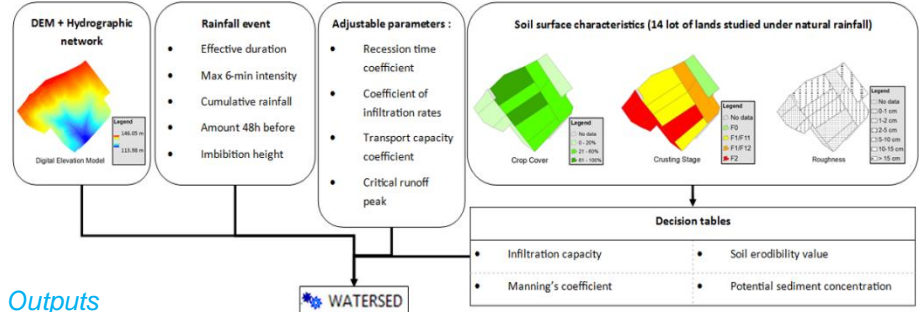 DEM + Hydrographic
network
Legend
146.05 m
113.98 m
Digital Elevation Model
Rainfall event
• Effective duration
• Max 6-min intensity
• Cumulative rainfall
• Amount 48h before
• Imbibition height
Adjustable parameters :
• Recession time
coefficient
• Coefficient of
infiltration rates
• Transport capacity
coefficient
• Critical runoff
peak
Soil surface characteristics (14 lot of lands studied under natural rainfall)
Legend
No data
0 - 20%
21 - 60%
61 - 100%
Crop Cover
Legend
No data
F0
F1/F11
F1/F12
F2
Crusting Stage
Legend
No data
0-1 cm
1-2 cm
2-5 cm
5-10 cm
10-15 cm
> 15 cm
Roughness
Decision tables
• Infiltration capacity
• Soil erodibility value
• Manning's coefficient
• Potential sediment concentration
WATERSED
Outputs